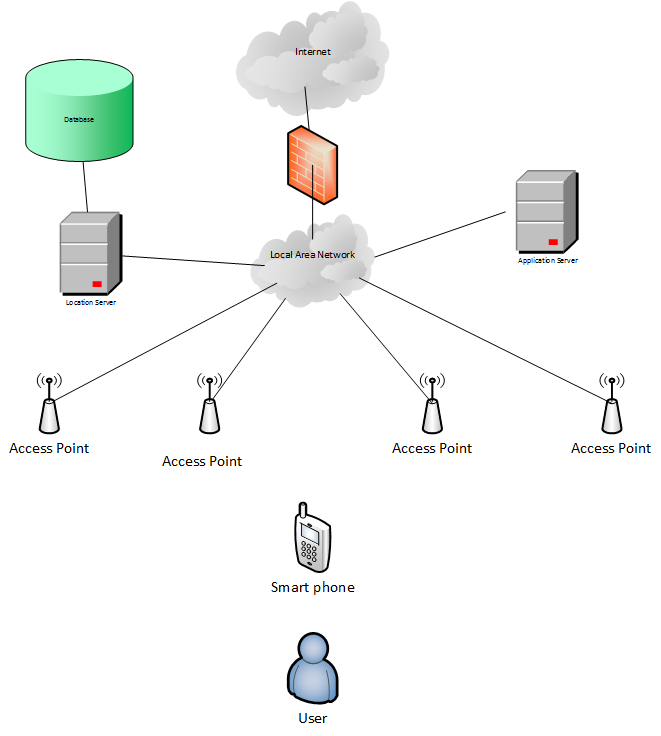 Internet
Database
Local Area Network
Application Server
Location Server
Access Point
Access Point
Access Point
Access Point
Smart phone
User